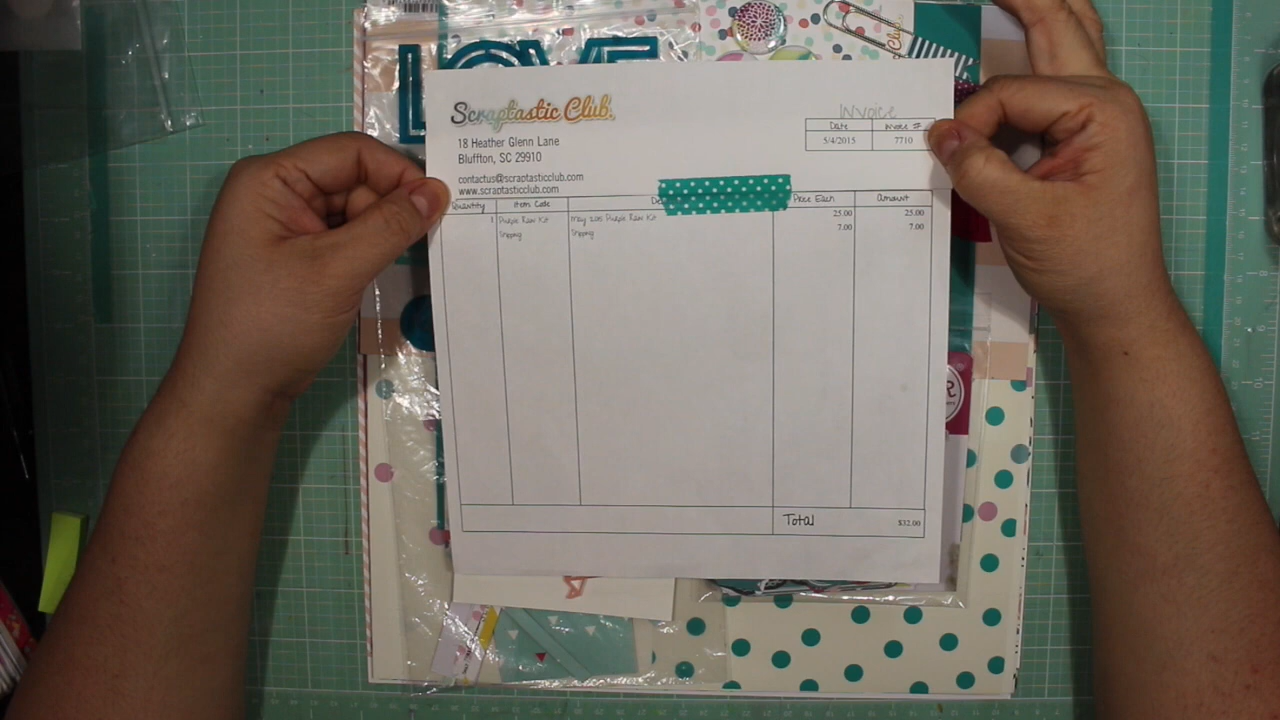 LOVE
Scraptastic Club
Invoice
18 Heather Glenn Lane
Bluffton, SC 29910
contactus@scraptasticclub.com
www.scraptasticclub.com
Date Invoice #
5/4/2015 7710
Quantity Item Code De Price Each Amount
1 Purple Rain Kit May 2015 Purple Rain Kit 25.00 25.00
Shipping Shipping 7.00 7.00
Total $32.00